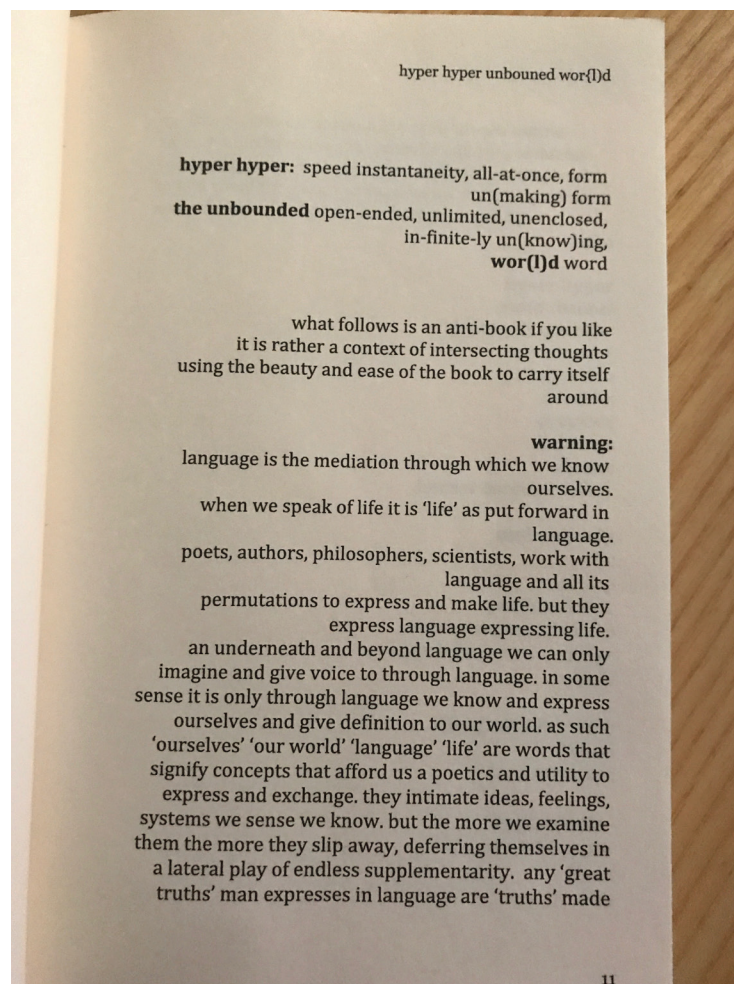 hyper hyper unbouned wor{l)d
hyper hyper: speed instantaneity, all-at-once, form
un(making) form
the unbounded open-ended, unlimited, unenclosed,
in-finite-ly un(know)ing,
wor(l)d word
what follows is an anti-book if you like
it is rather a context of intersecting thoughts
using the beauty and ease of the book to carry itself
around
warning:
language is the mediation through which we know
ourselves.
when we speak of life it is ‘life’ as put forward in
language.
poets, authors, philosophers, scientists, work with
language and all its
permutations to express and make life. but they
express language expressing life.
an underneath and beyond language we can only
imagine and give voice to through language. in some
sense it is only through language we know and express
ourselves and give definition to our world. as such
‘ourselves’ ‘our world’ ‘language’ ‘life’ are words that
signify concepts that afford us a poetics and utility to
express and exchange. they intimate ideas, feelings,
systems we sense we know. but the more we examine
them the more they slip away, deferring themselves in
a lateral play of endless supplementarity. any ‘great
truths’ man expresses in language are ‘truths’ made
11